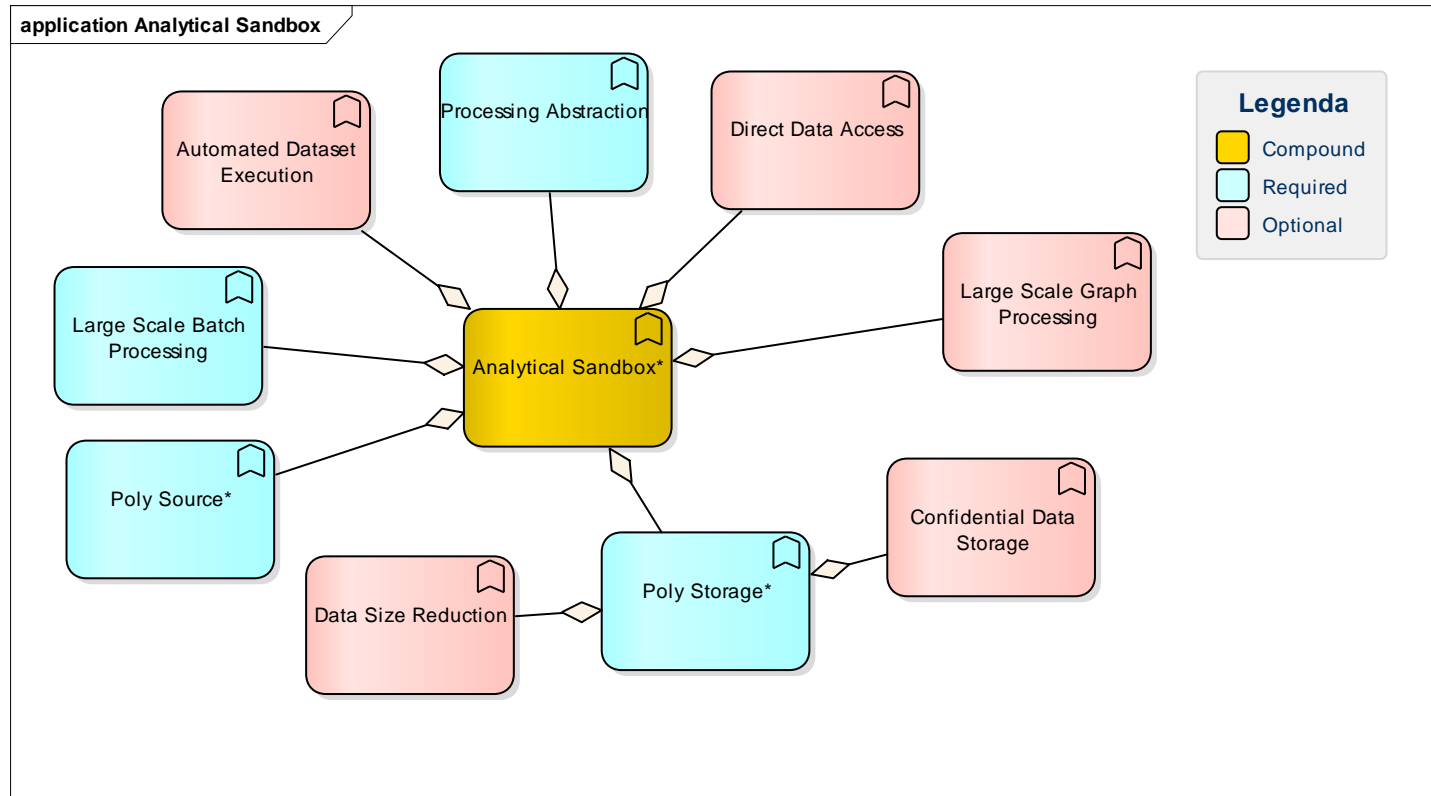 application Analytical Sandbox
Processing Abstraction
Direct Data Access
Automated Dataset
Execution
Legenda
Compound
Required
Optional
Large Scale Graph
Processing
Large Scale Batch
Processing
Analytical Sandbox*
Poly Source*
Confidential Data
Storage
Poly Storage*
Data Size Reduction